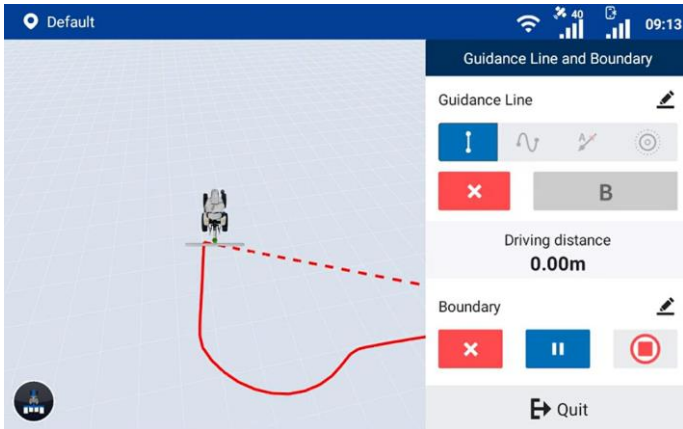 Default
40
09:13
Guidance Line and Boundary
Guidance Line
A
B
Driving distance
0.00m
Boundary
Quit